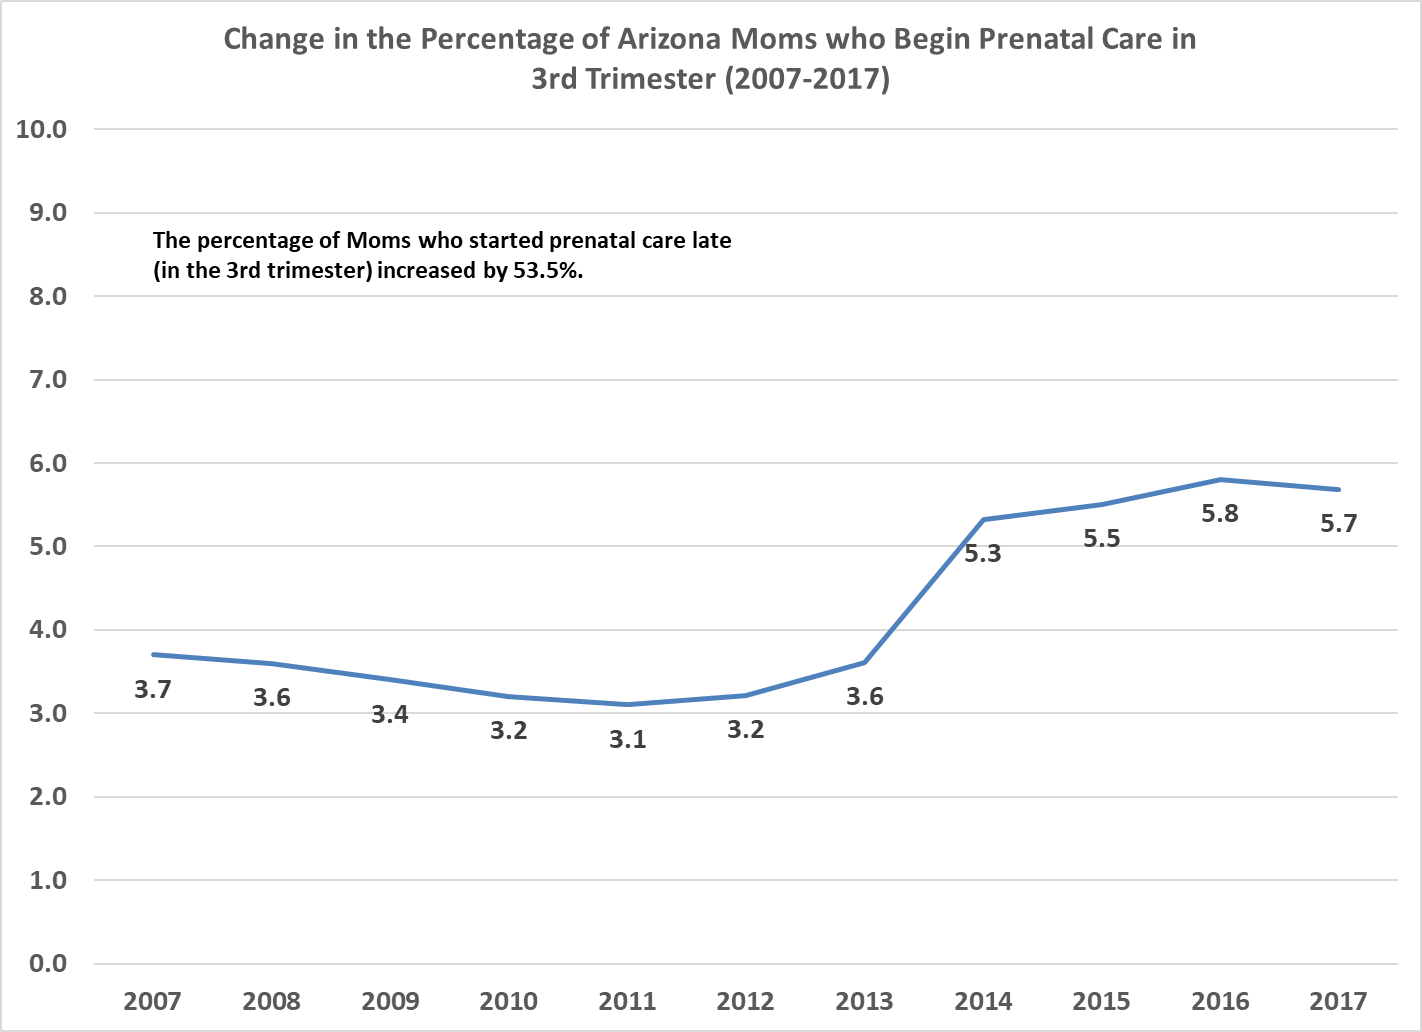 Change in the Percentage of Arizona Moms who Begin Prenatal Care in
3rd Trimester (2007-2017)
10.0
9.0
The percentage of Moms who started prenatal care late
(in the 3rd trimester) increased by 53.5%.
8.0
7.0
6.0
5.0
4.0
3.0
2.0
1.0
0.0
3.7 3.6 3.4 3.2 3.1 3.2 3.6 5.3 5.5 5.8 5.7
2007 2008 2009 2010 2011 2012 2013 2014 2015 2016 2017